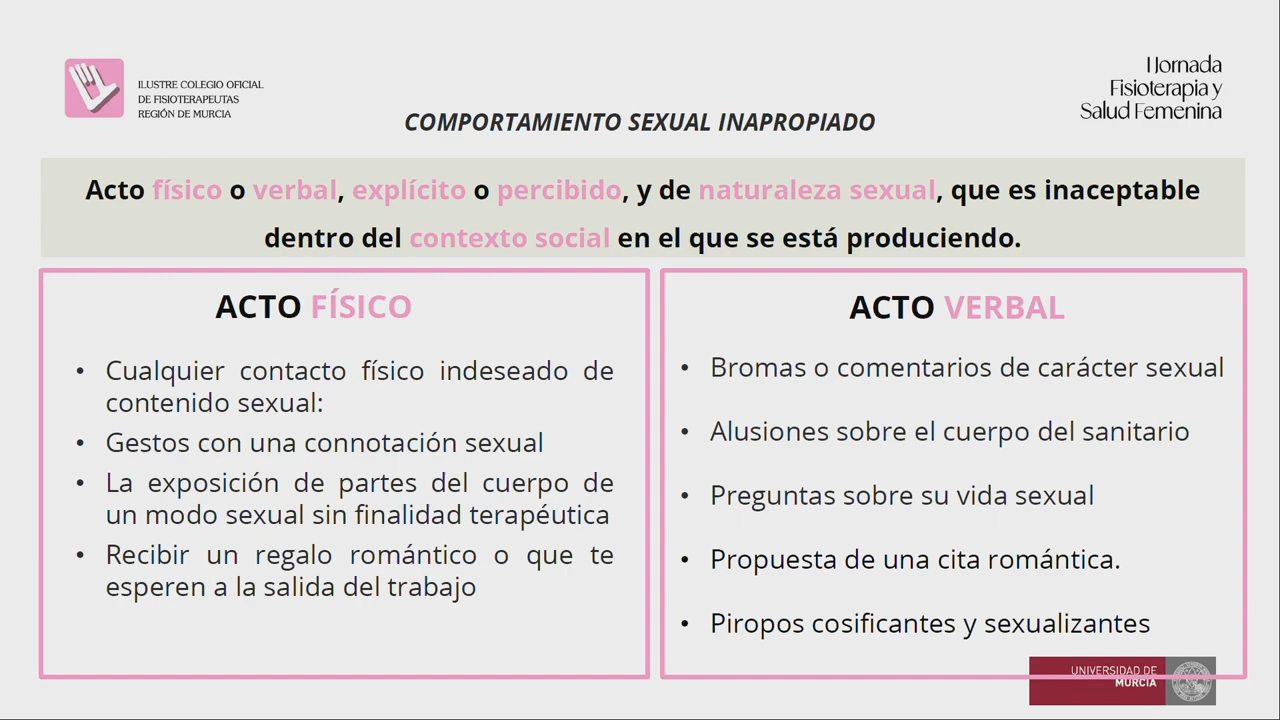 ILUSTRE COLEGIO OFICIAL
DE FISIOTERAPEUTAS
REGIÓN DE MURCIA
I Jornada
Fisioterapia y
Salud Femenina
COMPORTAMIENTO SEXUAL INAPROPIADO
Acto físico o verbal, explícito o percibido, y de naturaleza sexual, que es inaceptable
dentro del contexto social en el que se está produciendo.
ACTO FÍSICO
• Cualquier contacto físico indeseado de
contenido sexual:
• Gestos con una connotación sexual
• La exposición de partes del cuerpo de
un modo sexual sin finalidad terapéutica
• Recibir un regalo romántico o que te
esperen a la salida del trabajo
ACTO VERBAL
• Bromas o comentarios de carácter sexual
• Alusiones sobre el cuerpo del sanitario
• Preguntas sobre su vida sexual
• Propuesta de una cita romántica.
• Piropos cosificantes y sexualizantes
UNIVERSIDAD DE
MURCIA